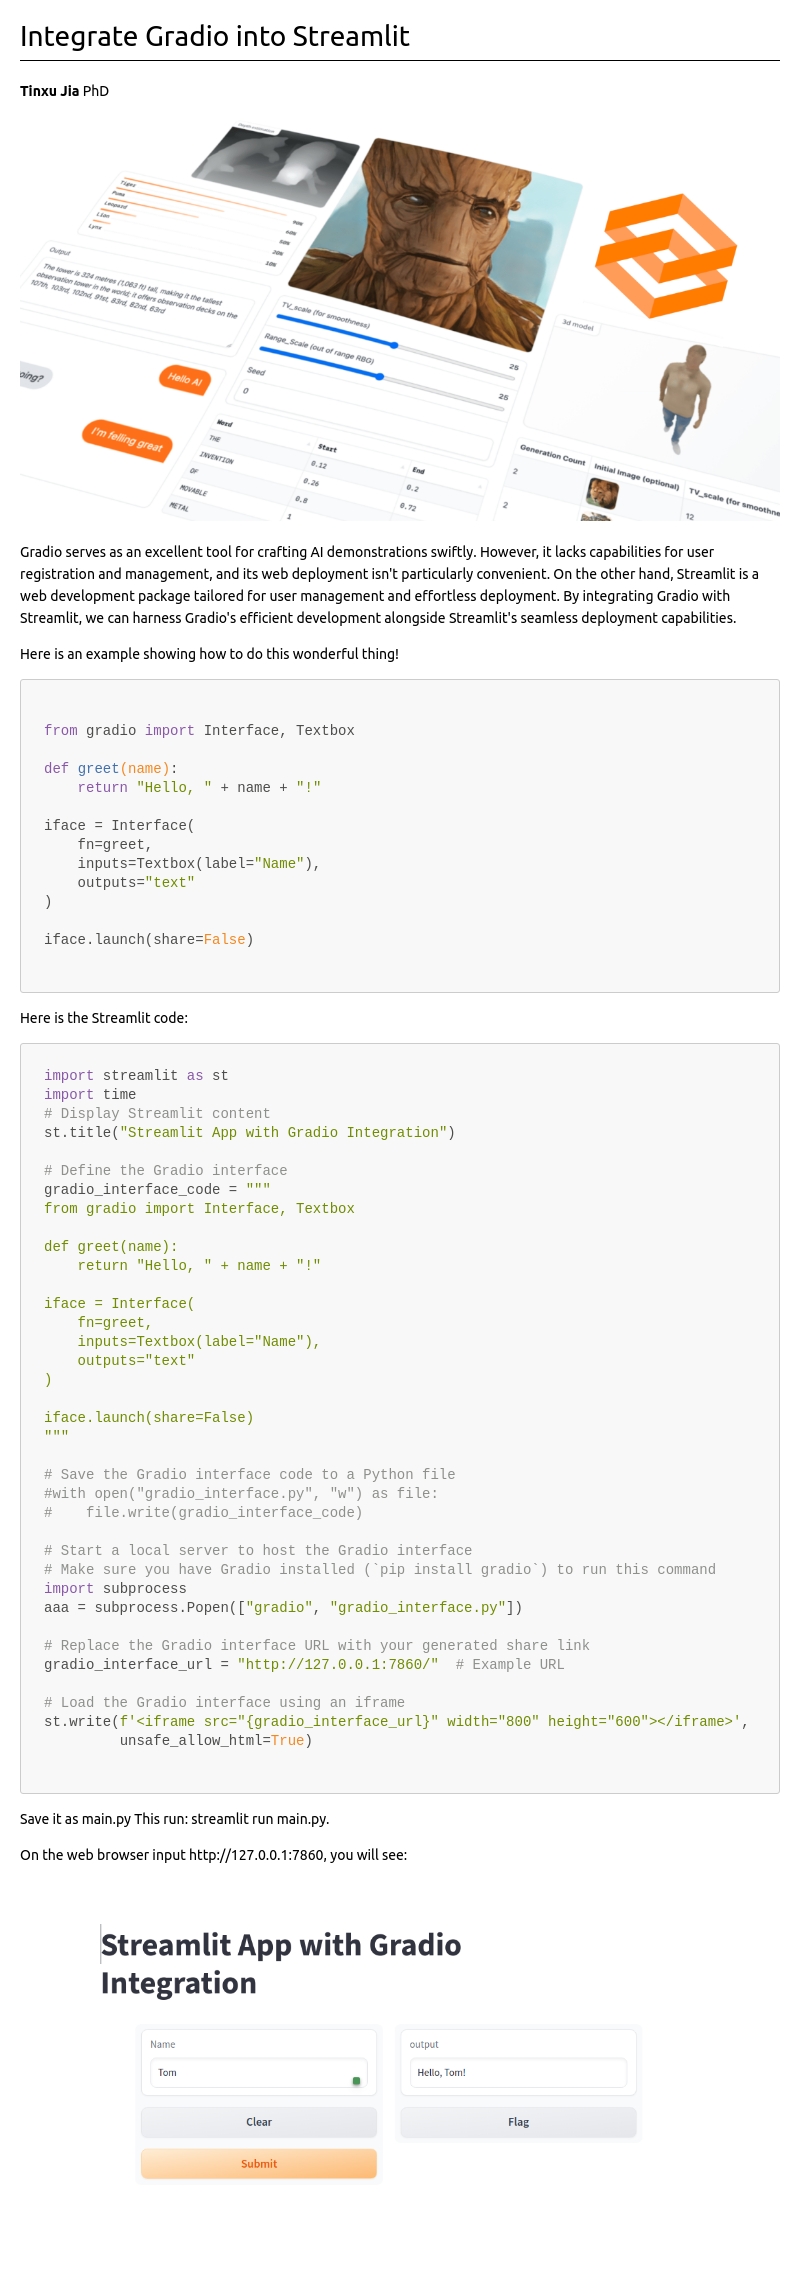 Integrate Gradio into Streamlit
Tinxu Jia PhD
Tiger
Puma
Leopard
Lion
Lynx
90%
60%
50%
20%
10%
Output
The tower is 324 metres (1,063 ft) tall, making it the tallest
observation tower in the world; it offers observation decks on the
107th, 103rd, 102nd, 91st, 83rd, 82nd, 63rd
oing?
Hello AI
I'm felling great
TV_scale (for smoothness)
25
Range_Scale (out of range RBG)
25
Seed
0
Word Start End
THE 0.12 0.2
INVENTION 0.26 0.72
OF 0.8
MOVABLE 1
METAL
3d model
Generation Count Initial Image (optional) TV_scale (for smoothne
2 12
2
Gradio serves as an excellent tool for crafting AI demonstrations swiftly. However, it lacks capabilities for user
registration and management, and its web deployment isn't particularly convenient. On the other hand, Streamlit is a
web development package tailored for user management and effortless deployment. By integrating Gradio with
Streamlit, we can harness Gradio's efficient development alongside Streamlit's seamless deployment capabilities.
Here is an example showing how to do this wonderful thing!
from gradio import Interface, Textbox
def greet(name):
    return "Hello, " + name + "!"
iface = Interface(
    fn=greet,
    inputs=Textbox(label="Name"),
    outputs="text"
)
iface.launch(share=False)
Here is the Streamlit code:
import streamlit as st
import time
# Display Streamlit content
st.title("Streamlit App with Gradio Integration")
# Define the Gradio interface
gradio_interface_code = """
from gradio import Interface, Textbox
def greet(name):
    return "Hello, " + name + "!"
iface = Interface(
    fn=greet,
    inputs=Textbox(label="Name"),
    outputs="text"
)
iface.launch(share=False)
"""
# Save the Gradio interface code to a Python file
#with open("gradio_interface.py", "w") as file:
#    file.write(gradio_interface_code)
# Start a local server to host the Gradio interface
# Make sure you have Gradio installed (`pip install gradio`) to run this command
import subprocess
aaa = subprocess.Popen(["gradio", "gradio_interface.py"])
# Replace the Gradio interface URL with your generated share link
gradio_interface_url = "http://127.0.0.1:7860/"  # Example URL
# Load the Gradio interface using an iframe
st.write(f'<iframe src="{gradio_interface_url}" width="800" height="600"></iframe>',
         unsafe_allow_html=True)
Save it as main.py This run: streamlit run main.py.
On the web browser input http://127.0.0.1:7860, you will see:
Streamlit App with Gradio
Integration
Name
Tom
Clear
Submit
output
Hello, Tom!
Flag